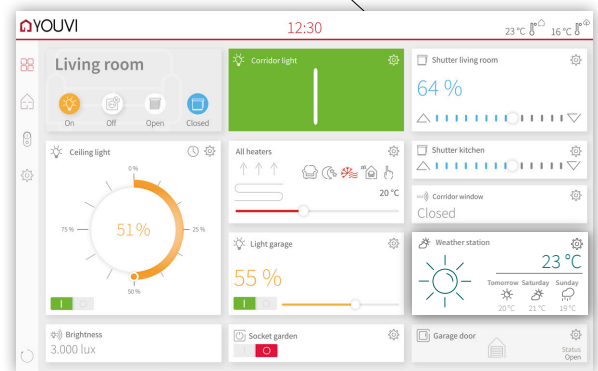 YOUVI
12:30
23 °C 16 °C
Living room
On Off Open Closed
Corridor light
Shutter living room
64 %
Ceiling light
0%
75 %
51%
25 %
50 %
All heaters
20 °C
Shutter kitchen
Corridor window
Closed
Light garage
55 %
Weather station
23 °C
Tomorrow Saturday Sunday
20°C 21 °C 19 °C
Brightness
3.000 lux
Socket garden
Garage door
Status
Open